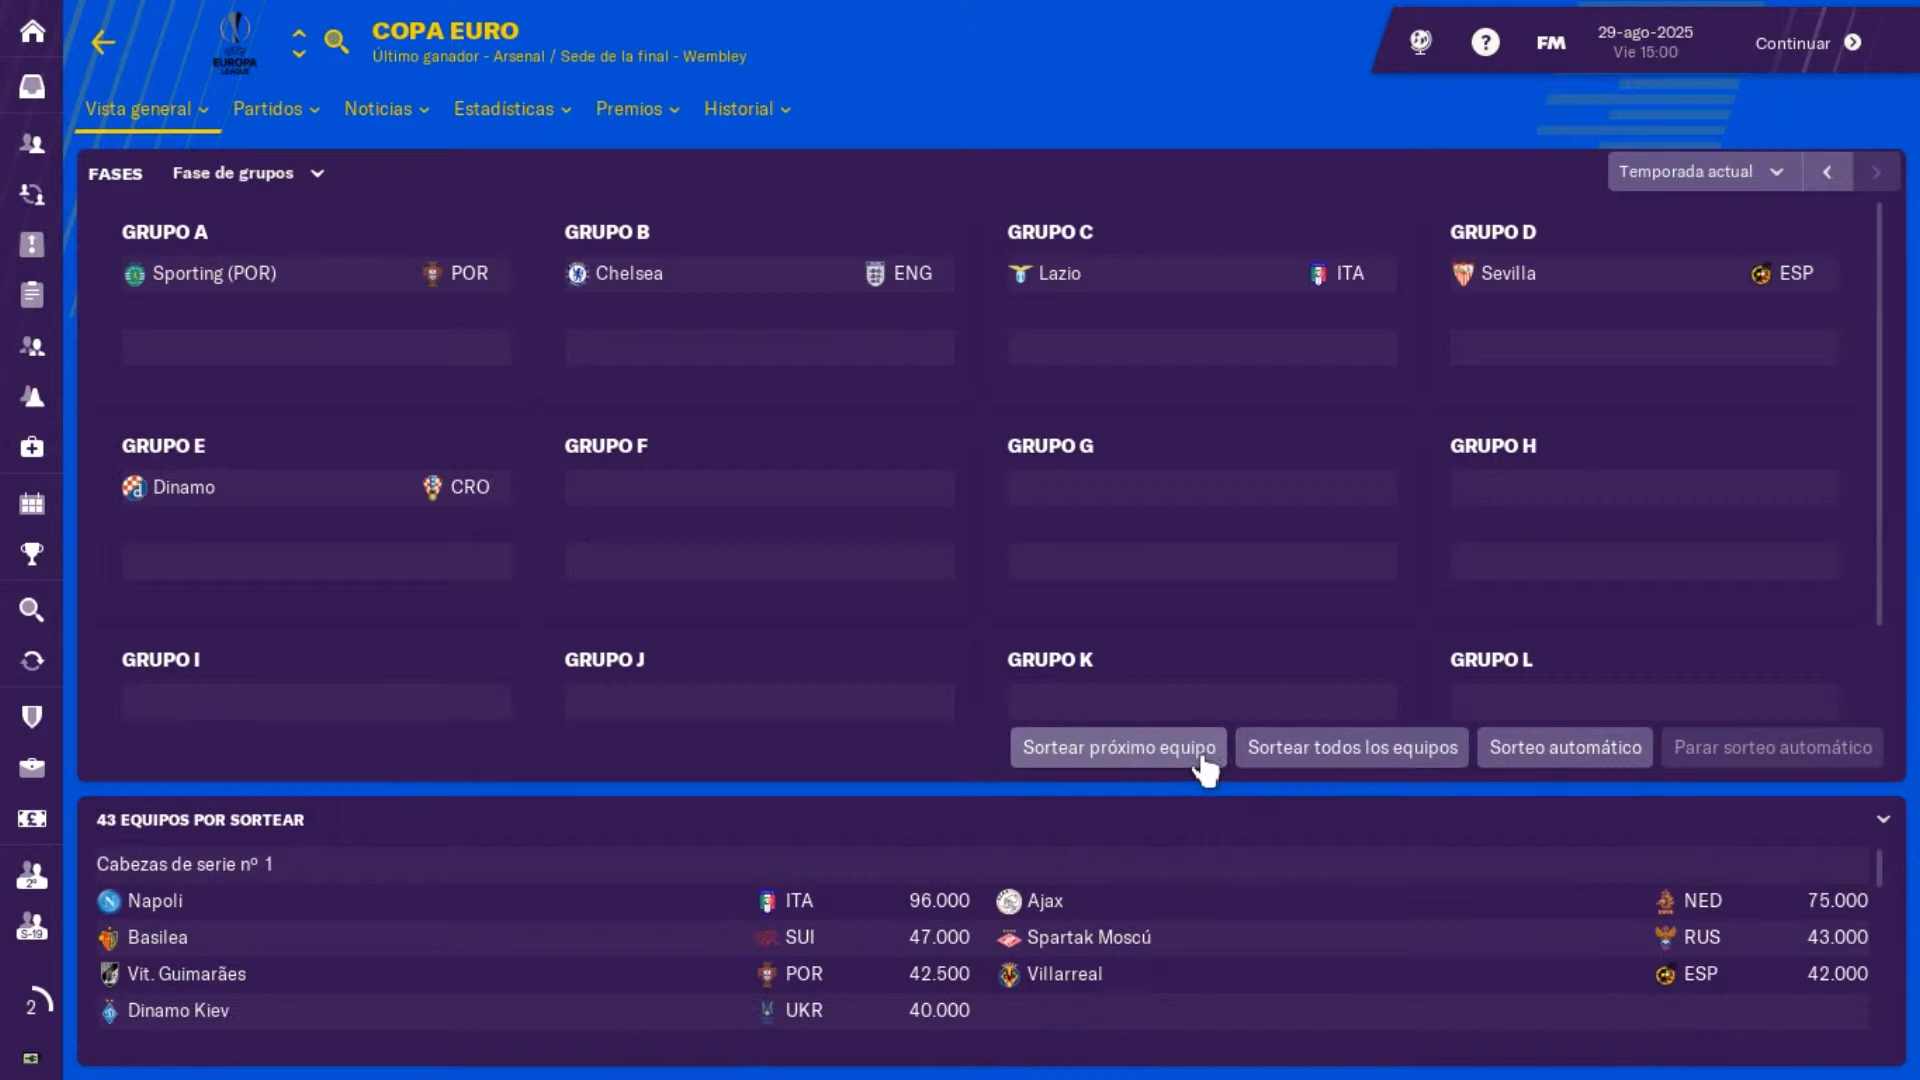 COPA EURO
Último ganador - Arsenal / Sede de la final - Wembley
UEFA
EUROPA
LEAGUE
FM
29-ago-2025
Vie 15:00
Continuar
Vista general
Partidos
Noticias
Estadísticas
Premios
Historial
FASES
Fase de grupos
Temporada actual
GRUPO A
GRUPO B
GRUPO C
GRUPO D
Sporting (POR) POR
Chelsea ENG
Lazio ITA
Sevilla ESP
GRUPO E
GRUPO F
GRUPO G
GRUPO H
Dinamo CRO
GRUPO I
GRUPO J
GRUPO K
GRUPO L
Sortear próximo equipo
Sortear todos los equipos
Sorteo automático
Parar sorteo automático
43 EQUIPOS POR SORTEAR
Cabezas de serie nº 1
Napoli ITA 96.000
Ajax NED 75.000
Basilea SUI 47.000
Spartak Moscú RUS 43.000
Vit. Guimarães POR 42.500
Villarreal ESP 42.000
Dinamo Kiev UKR 40.000
2º
S-19
2